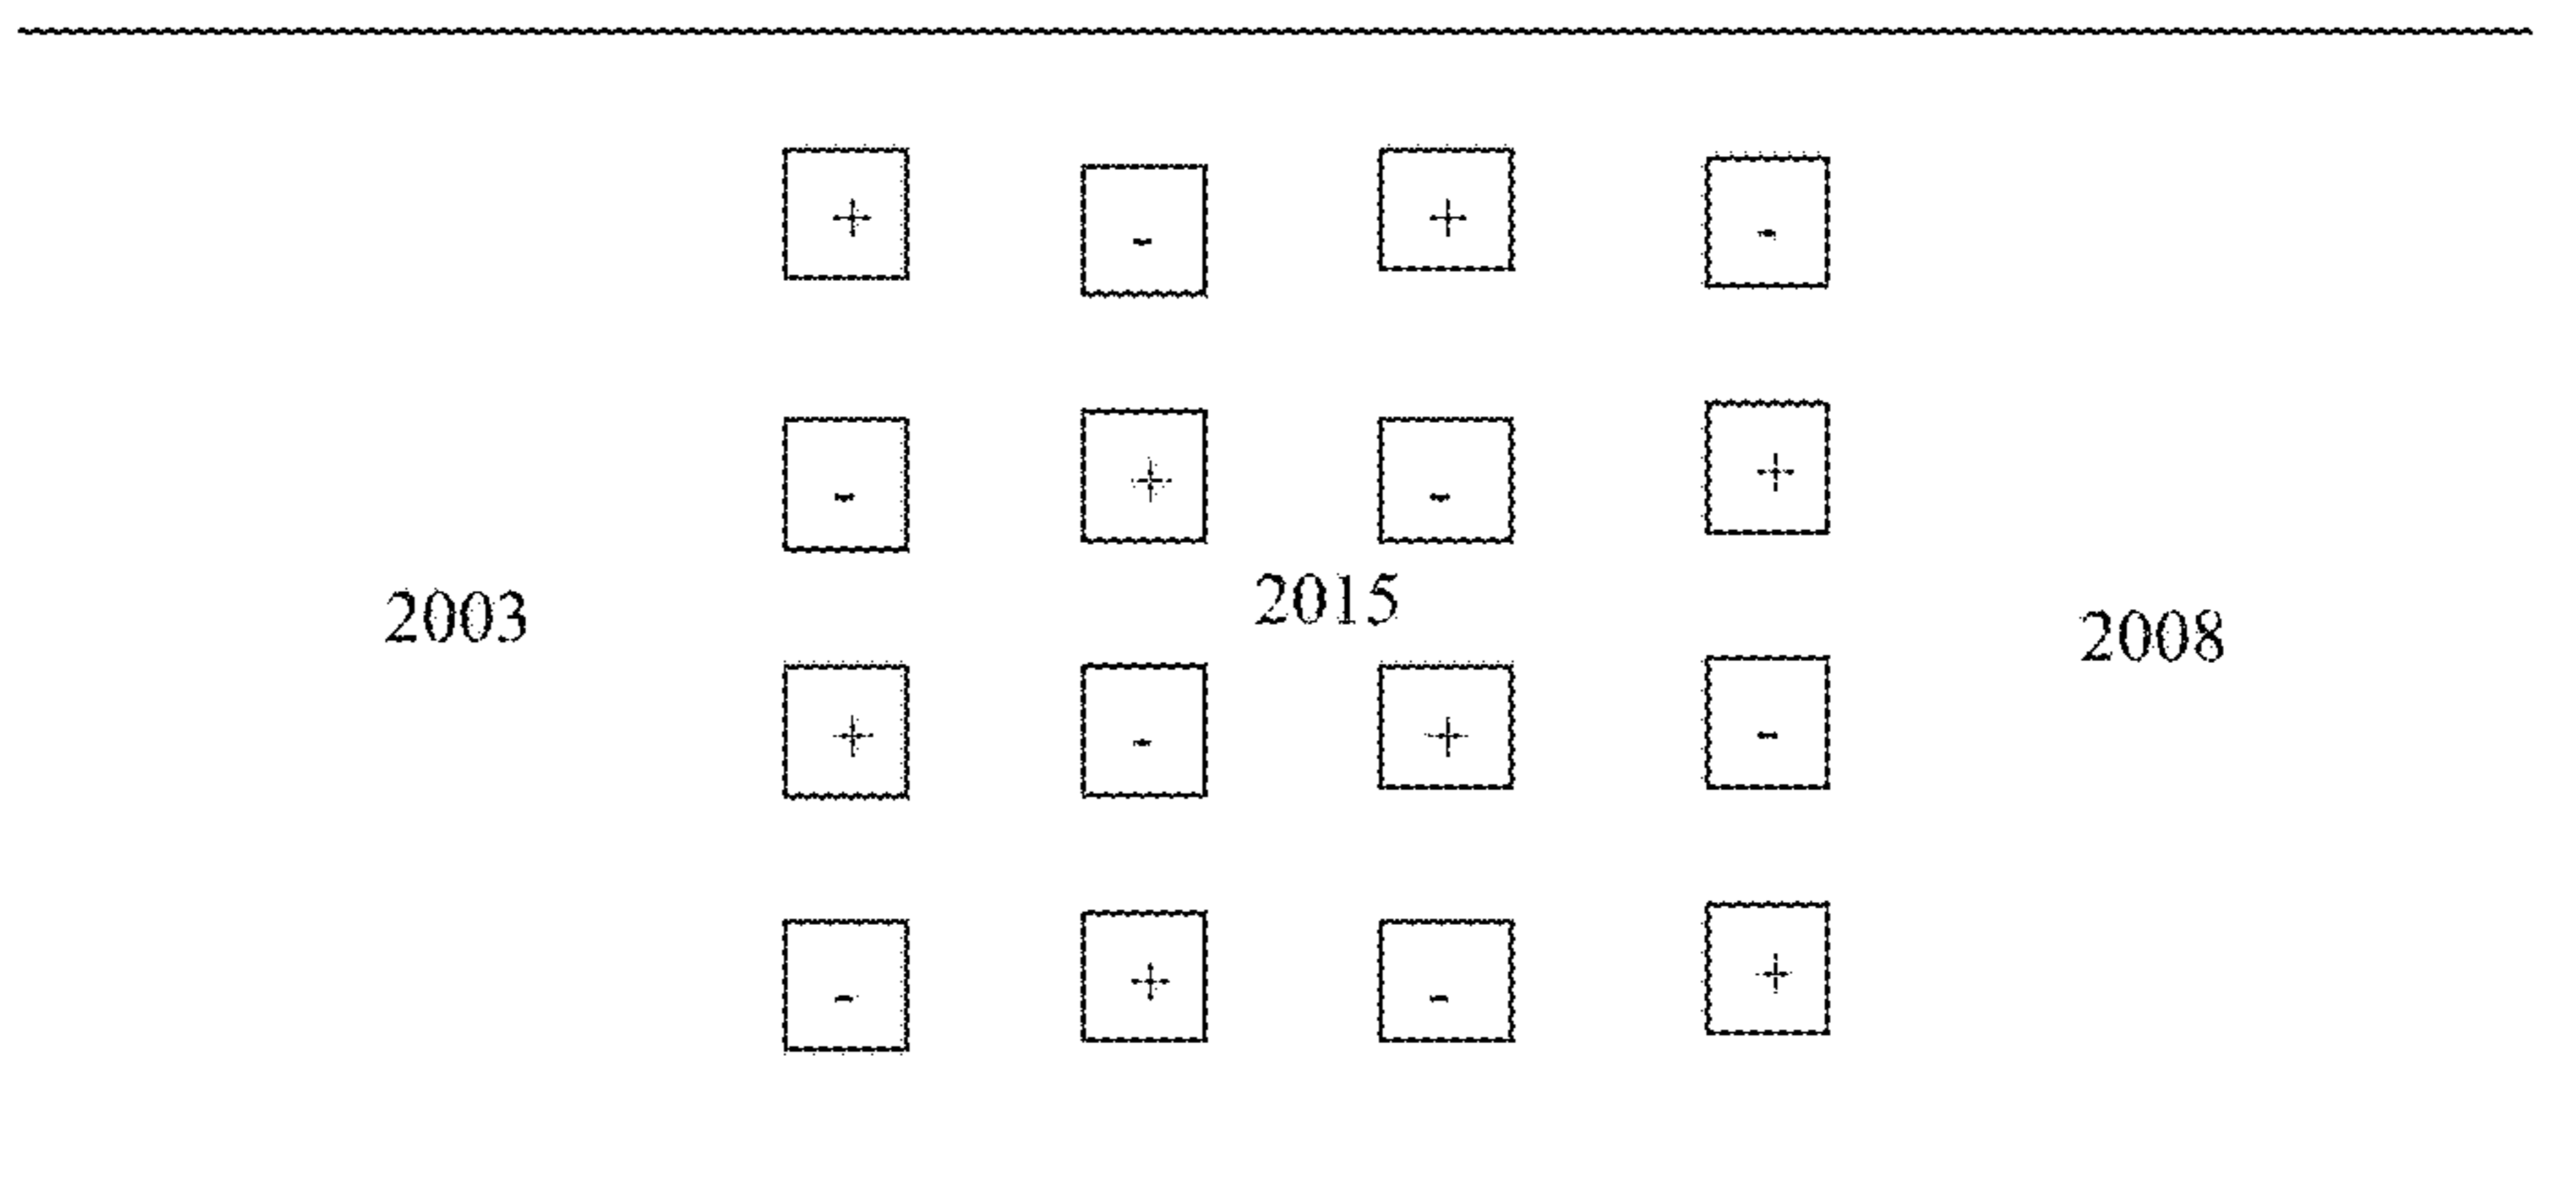 + - + -
- + - +
2003 2015 2008
+ - + -
- + - +